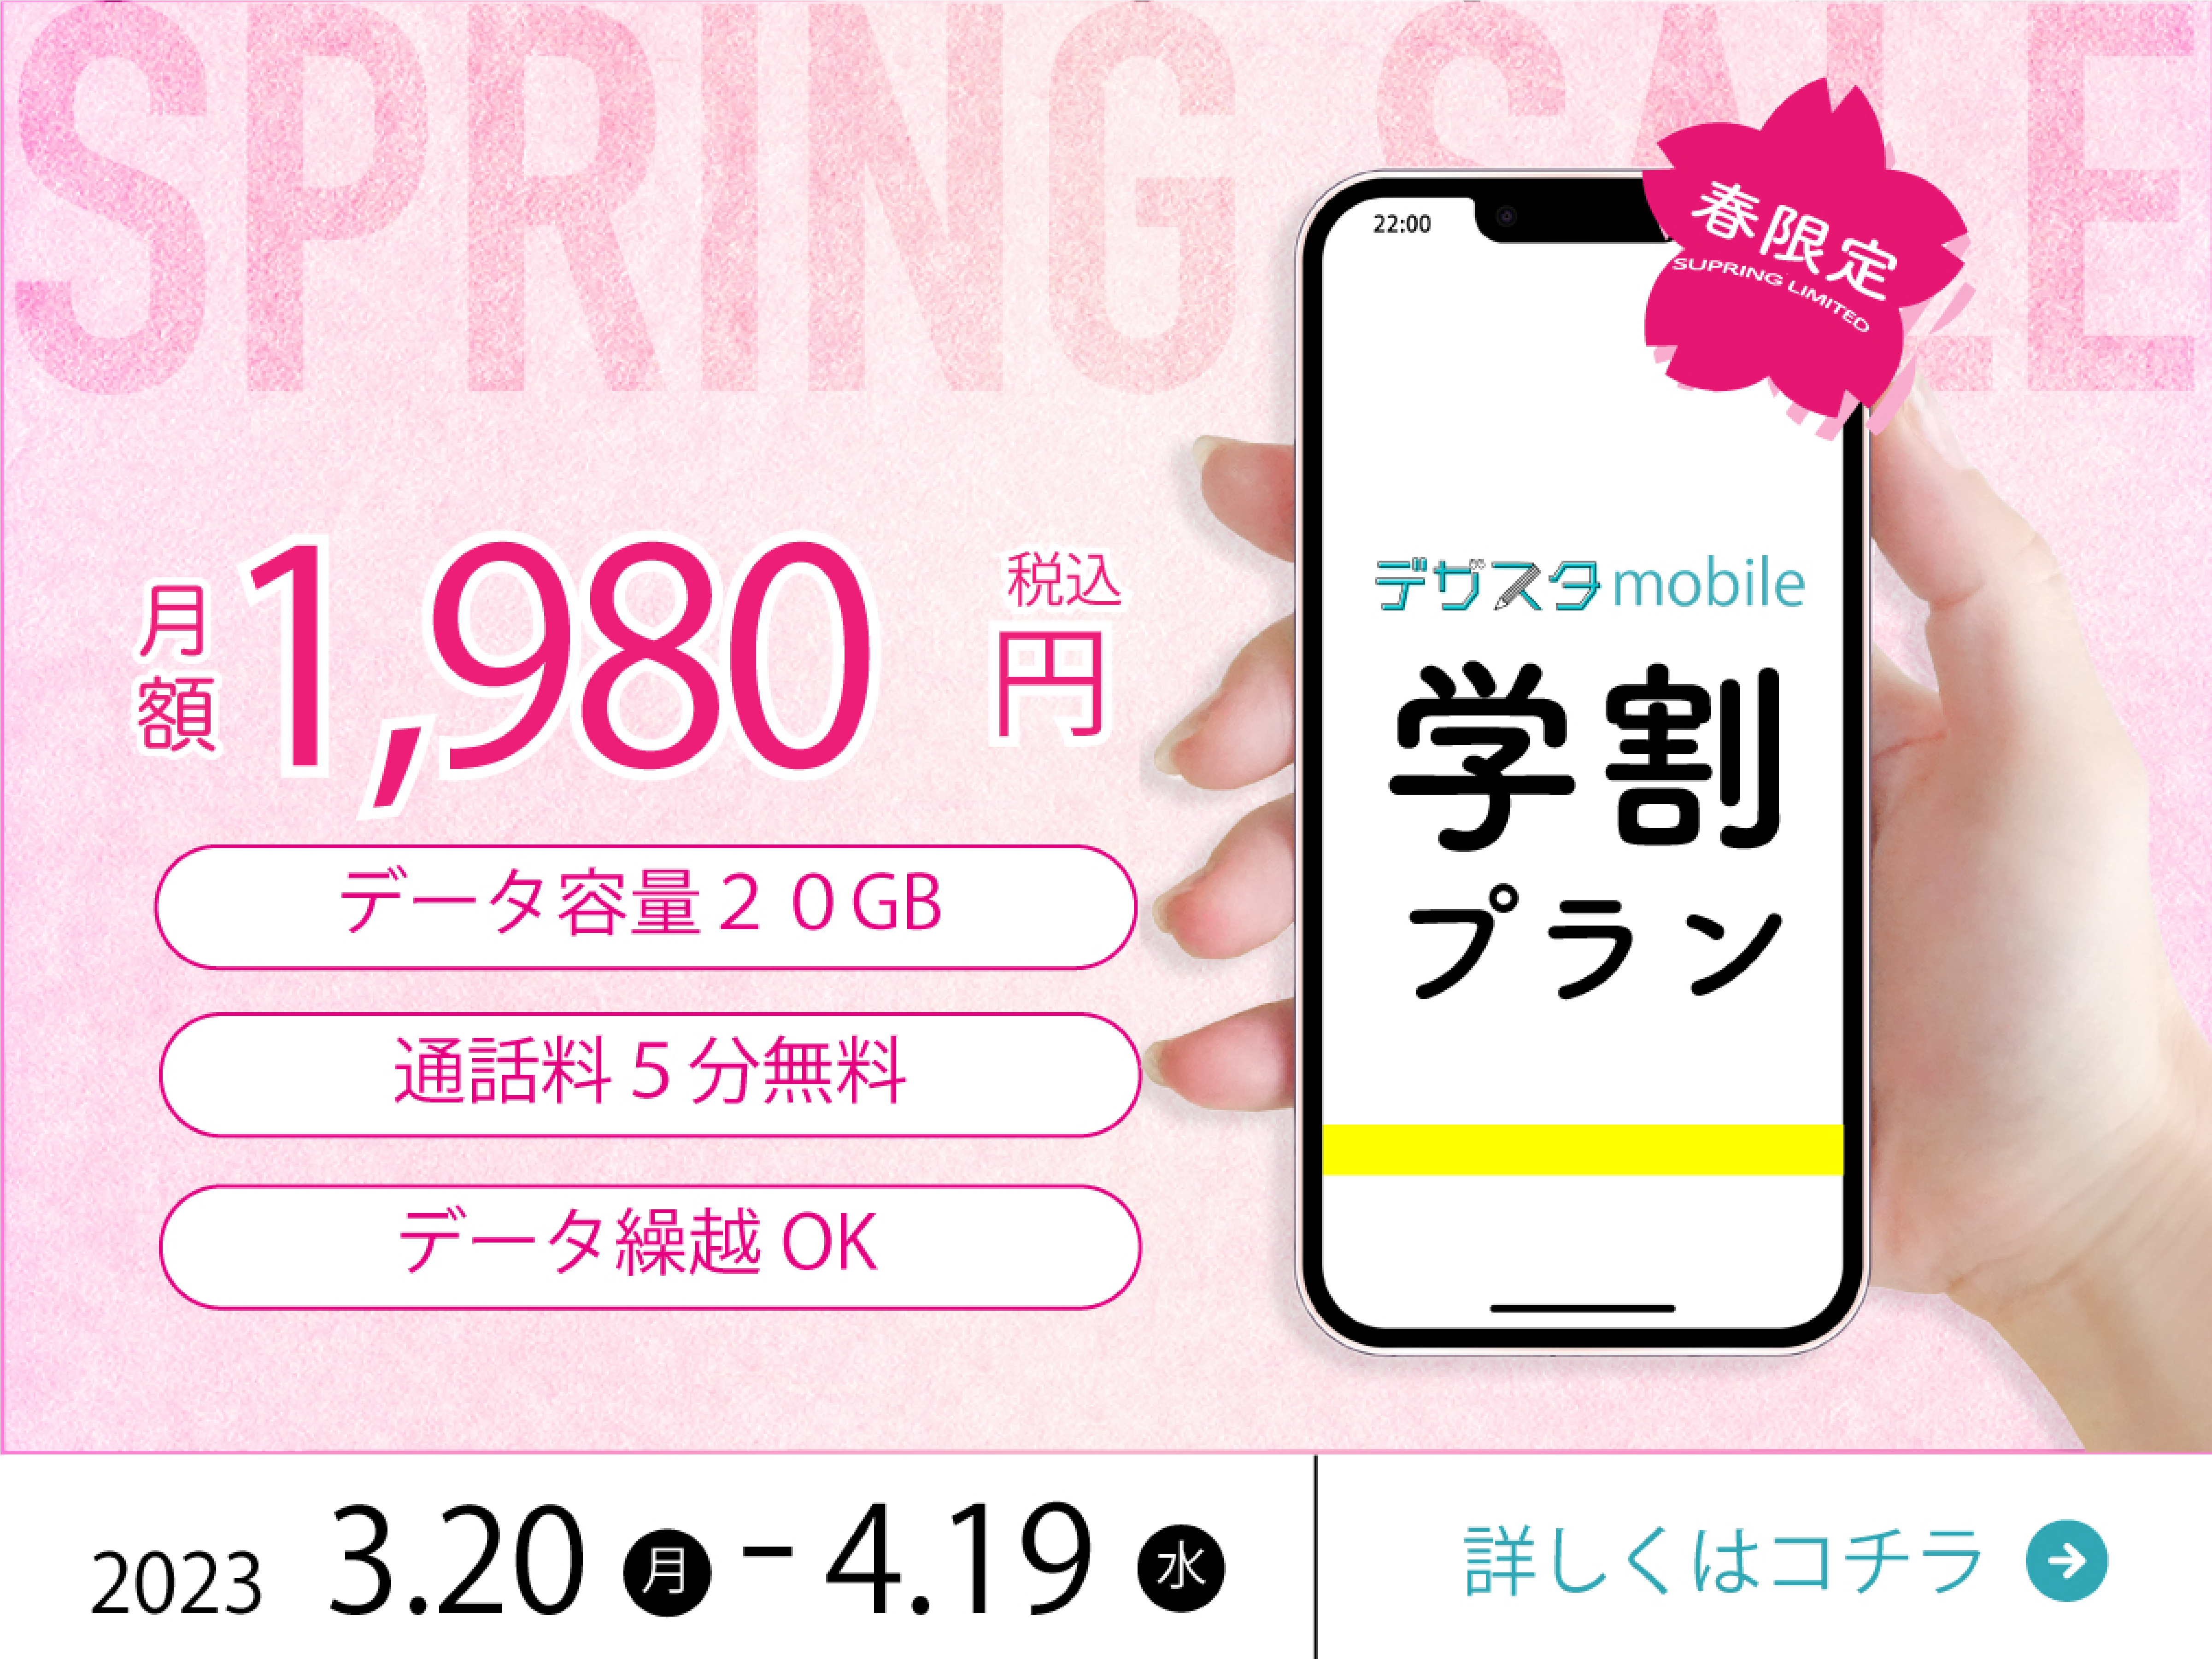 SPRING SALE
春限定
SUPRING LIMITED
22:00
月額1,980円
税込
データ容量２０GB
通話料５分無料
データ繰越 OK
デザスタmobile
学割
プラン
2023 3.20 月 - 4.19 水
詳しくはコチラ